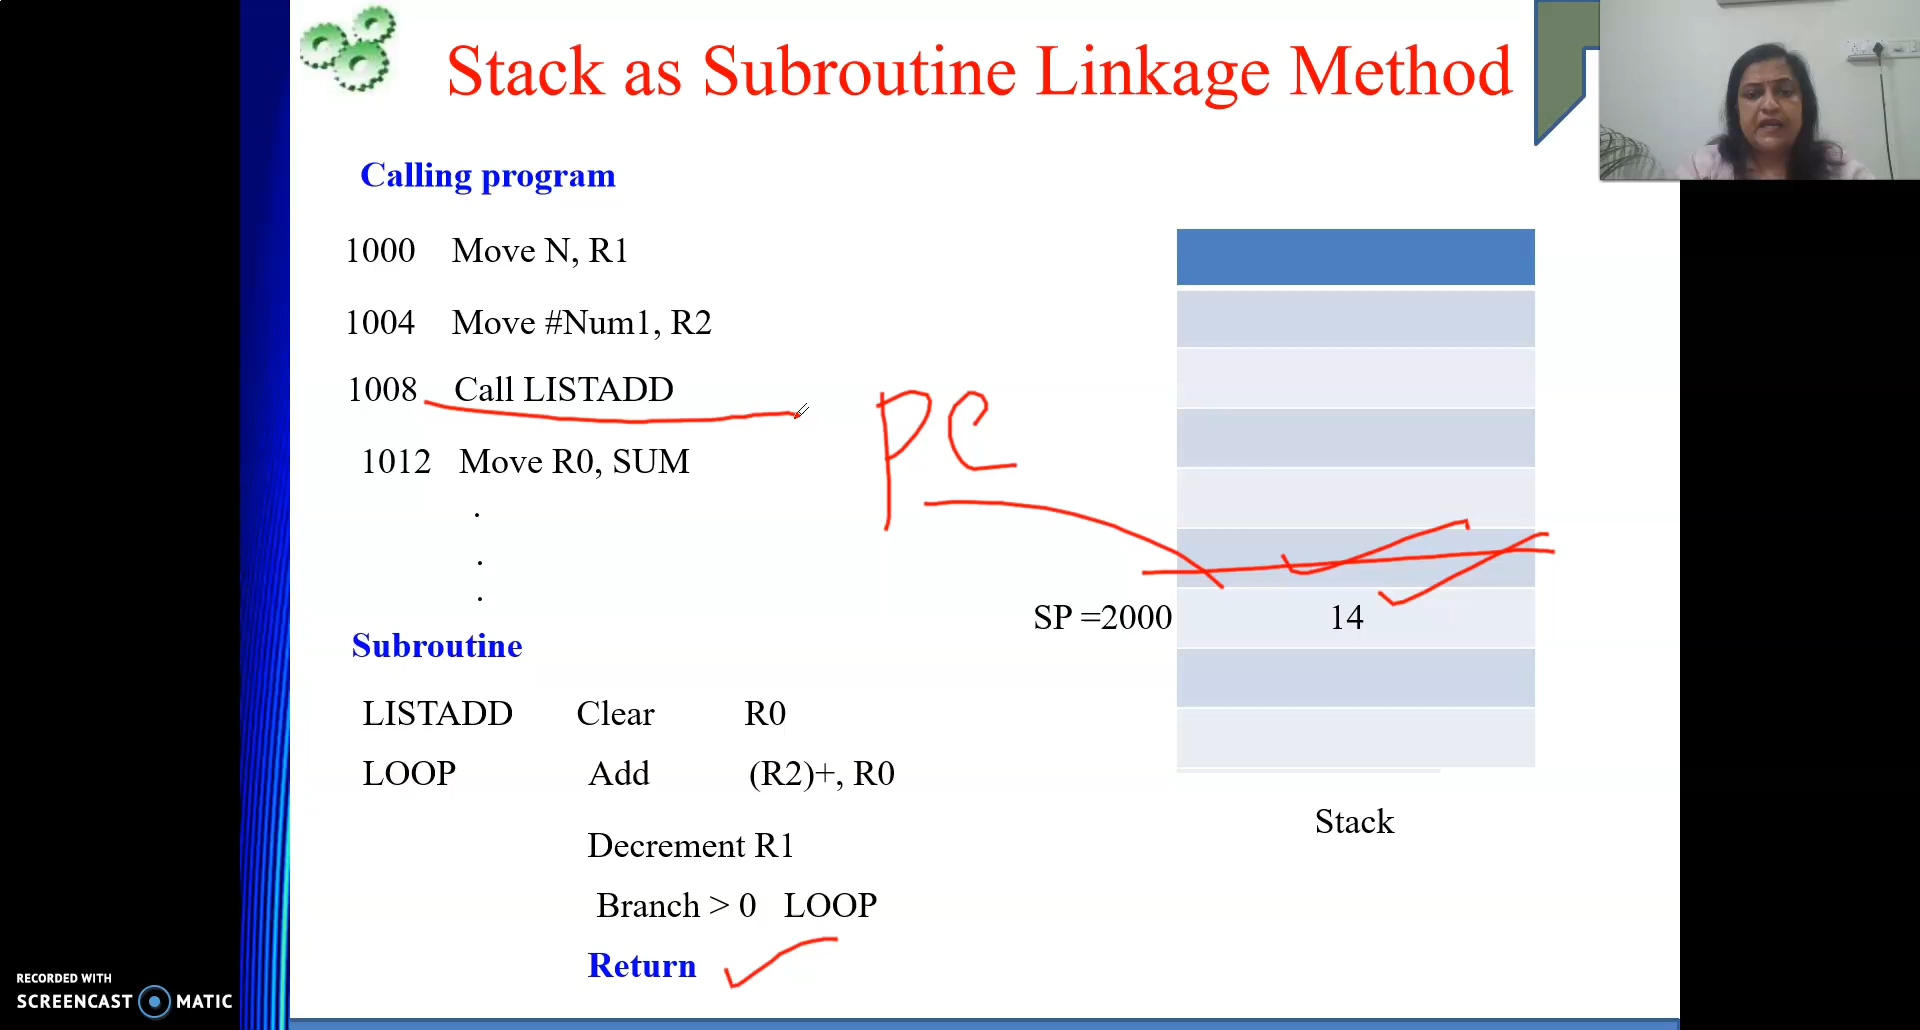 Stack as Subroutine Linkage Method
Calling program
1000 Move N, R1
1004 Move #Num1, R2
1008 Call LISTADD
1012 Move R0, SUM
.
.
.
PC
SP =2000 14
Stack
Subroutine
LISTADD Clear R0
LOOP Add (R2)+, R0
Decrement R1
Branch > 0 LOOP
Return
RECORDED WITH
SCREENCAST MATIC